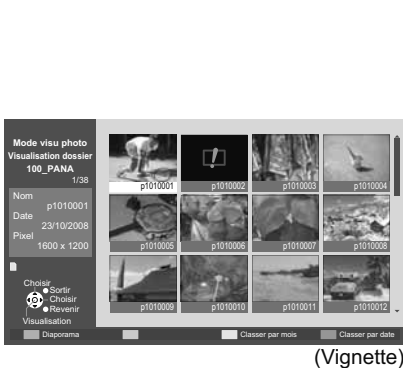 Mode visu photo
Visualisation dossier
100_PANA
1/38
Nom
p1010001
Date
23/10/2008
Pixel
1600 x 1200
Choisir
Sortir
Choisir
Revenir
Visualisation
p1010001 p1010002 p1010003 p1010004
p1010005 p1010006 p1010007 p1010008
p1010009 p1010010 p1010011 p1010012
Diaporama Classer par mois Classer par date
(Vignette)